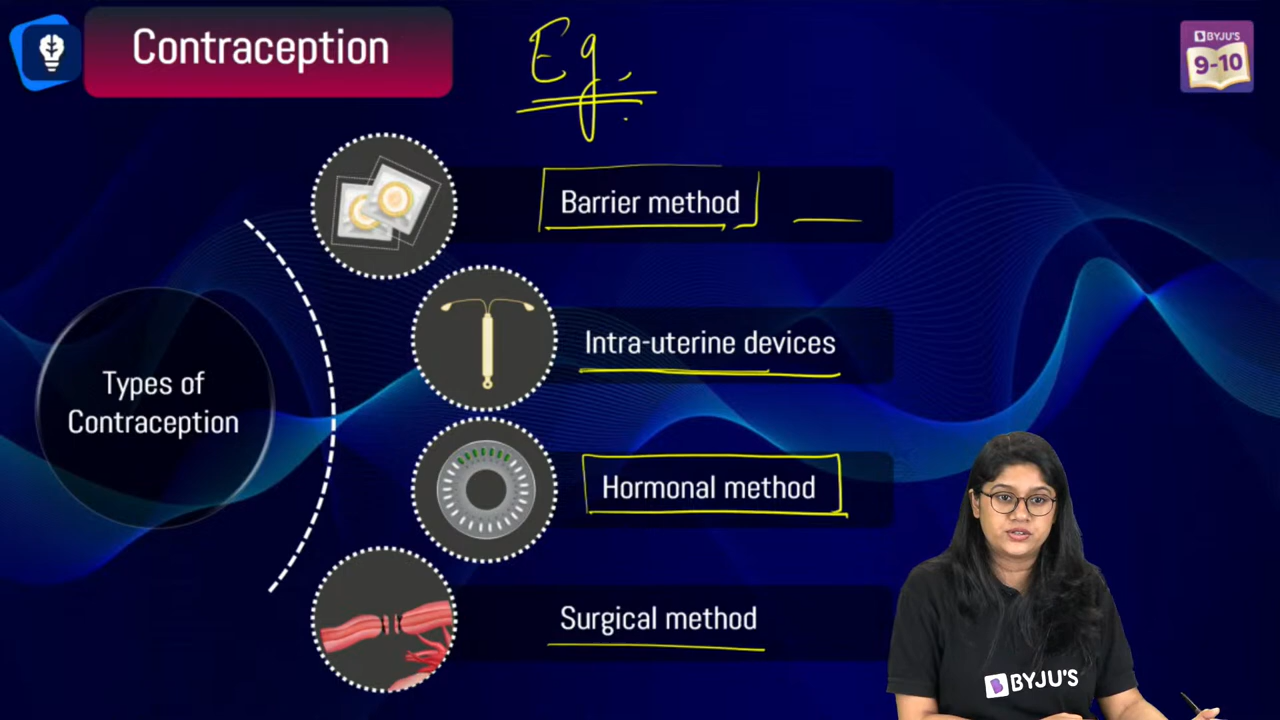 Contraception
Eg.
BYJU'S
9-10
Barrier method
Intra-uterine devices
Types of
Contraception
Hormonal method
Surgical method
BYJU'S